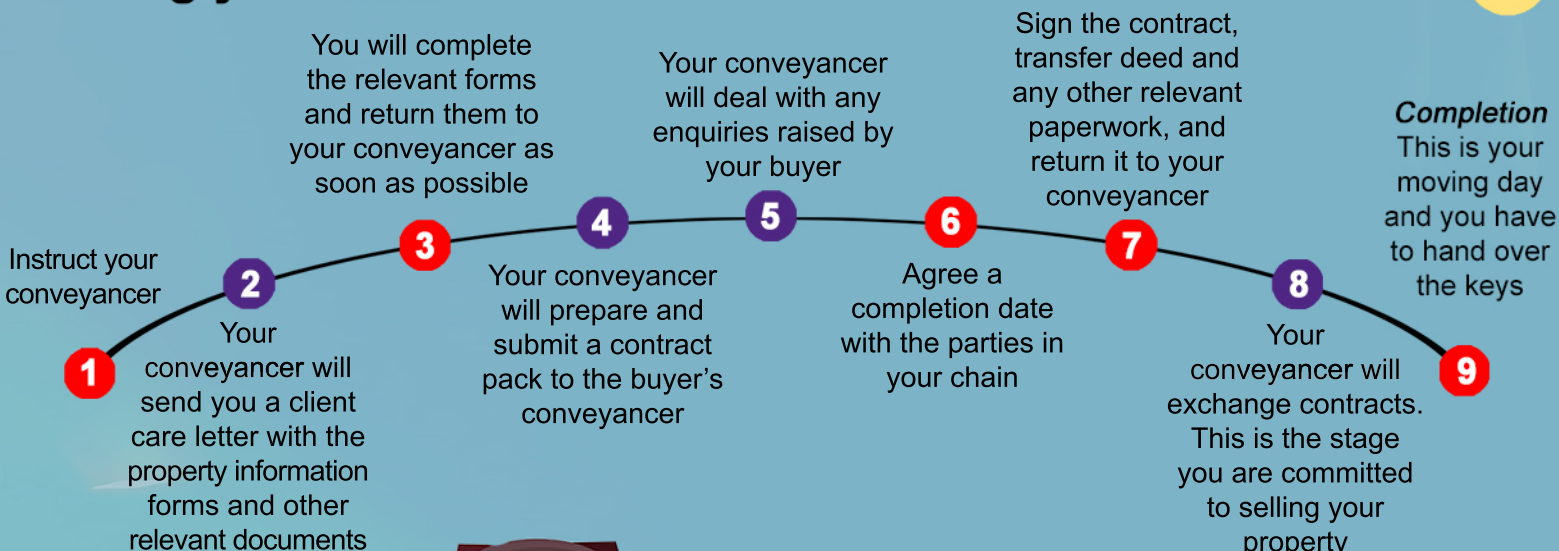 Instruct your
conveyancer
1
2
Your
conveyancer will
send you a client
care letter with the
property information
forms and other
relevant documents
You will complete
the relevant forms
and return them to
your conveyancer as
soon as possible
3
4
Your conveyancer
will prepare and
submit a contract
pack to the buyer’s
conveyancer
Your conveyancer
will deal with any
enquiries raised by
your buyer
5
6
Agree a
completion date
with the parties in
your chain
Sign the contract,
transfer deed and
any other relevant
paperwork, and
return it to your
conveyancer
7
8
Your
conveyancer will
exchange contracts.
This is the stage
you are committed
to selling your
property
Completion
This is your
moving day
and you have
to hand over
the keys
9